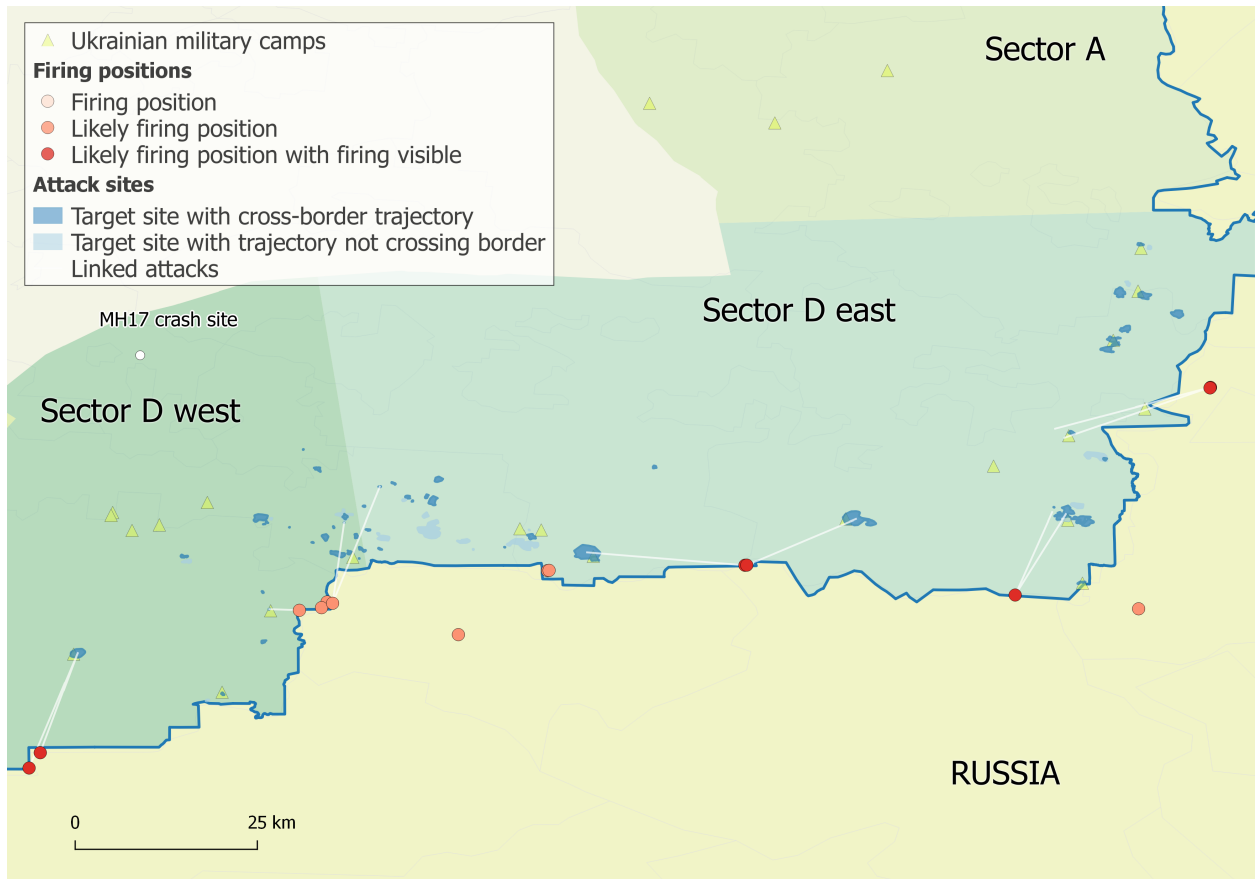 Ukrainian military camps
Firing positions
Firing position
Likely firing position
Likely firing position with firing visible
Attack sites
Target site with cross-border trajectory
Target site with trajectory not crossing border
Linked attacks
Sector A
Sector D east
MH17 crash site
Sector D west
RUSSIA
0 25 km